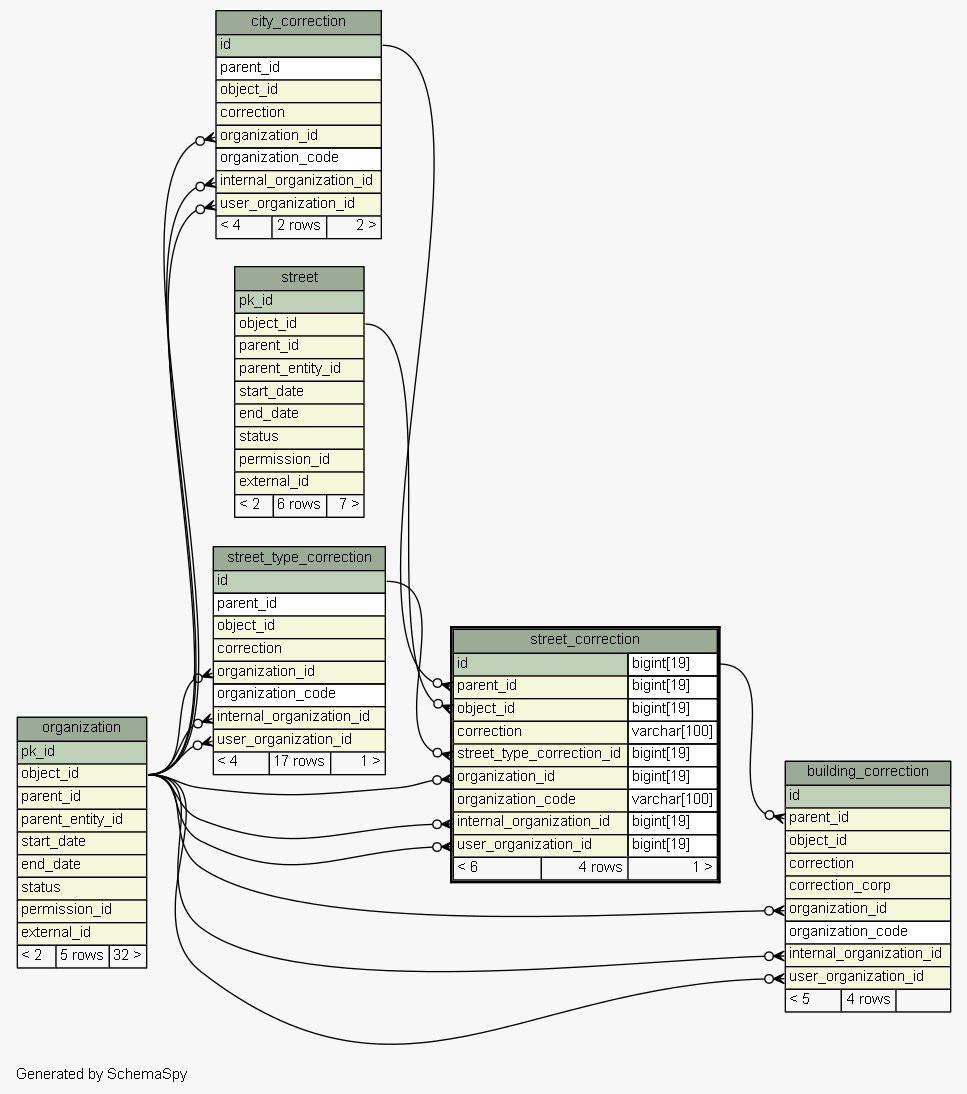 city_correction
id
parent_id
object_id
correction
organization_id
organization_code
internal_organization_id
user_organization_id
< 4 2 rows 2 >
street
pk_id
object_id
parent_id
parent_entity_id
start_date
end_date
status
permission_id
external_id
< 2 6 rows 7 >
street_type_correction
id
parent_id
object_id
correction
organization_id
organization_code
internal_organization_id
user_organization_id
< 4 17 rows 1 >
street_correction
id bigint[19]
parent_id bigint[19]
object_id bigint[19]
correction varchar[100]
street_type_correction_id bigint[19]
organization_id bigint[19]
organization_code varchar[100]
internal_organization_id bigint[19]
user_organization_id bigint[19]
< 6 4 rows 1 >
organization
pk_id
object_id
parent_id
parent_entity_id
start_date
end_date
status
permission_id
external_id
< 2 5 rows 32 >
building_correction
id
parent_id
object_id
correction
correction_corp
organization_id
organization_code
internal_organization_id
user_organization_id
< 5 4 rows
Generated by SchemaSpy